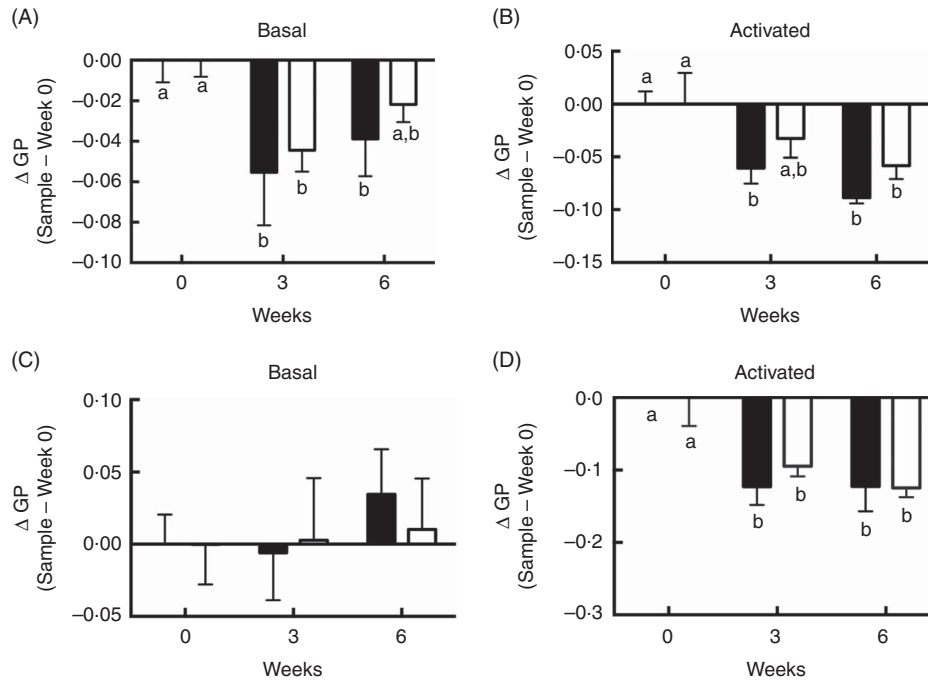 (A)
Basal
Δ GP
(Sample – Week 0)
0·00
–0·02
–0·04
–0·06
–0·08
–0·10
a
a
b
b
b
a,b
0
3
6
Weeks
(B)
Activated
Δ GP
(Sample – Week 0)
0·05
0·00
–0·05
–0·10
–0·15
a
a
b
a,b
b
b
0
3
6
Weeks
(C)
Basal
Δ GP
(Sample – Week 0)
0·10
0·05
0·00
–0·05
0
3
6
Weeks
(D)
Activated
Δ GP
(Sample – Week 0)
0·0
–0·1
–0·2
–0·3
a
a
b
b
b
b
0
3
6
Weeks